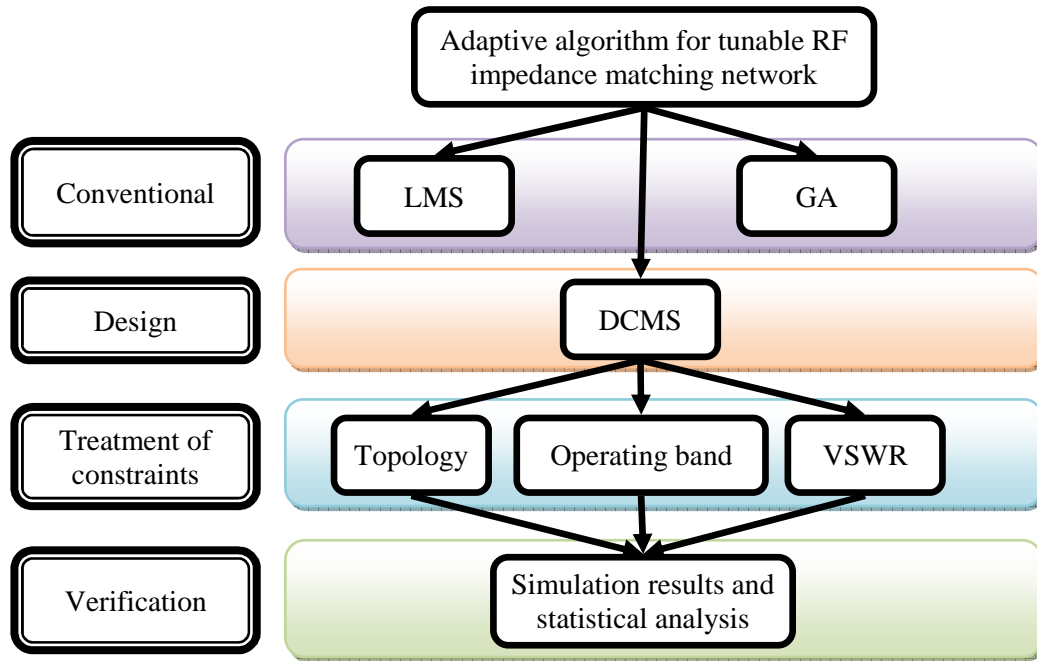 Adaptive algorithm for tunable RF
impedance matching network
Conventional
LMS
GA
Design
DCMS
Treatment of
constraints
Topology
Operating band
VSWR
Verification
Simulation results and
statistical analysis